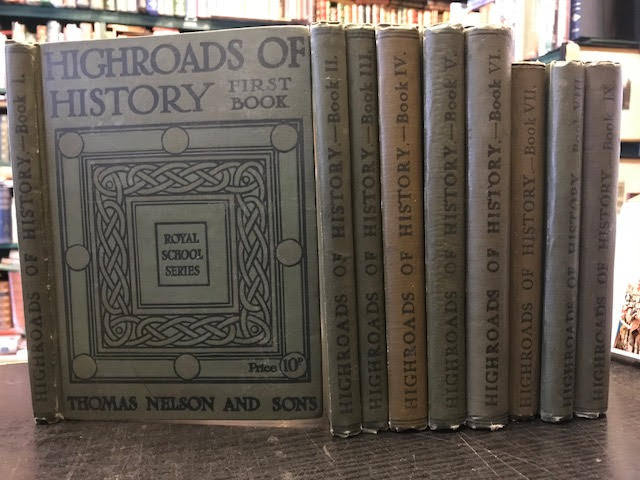 HIGHROADS OF HISTORY.—Book I.
HIGHROADS OF
HISTORY FIRST
BOOK
ROYAL
SCHOOL
SERIES
Price 10D
THOMAS NELSON AND SONS
HIGHROADS OF HISTORY.—Book II.
HIGHROADS OF HISTORY.—Book III.
HIGHROADS OF HISTORY.—Book IV.
HIGHROADS OF HISTORY.—Book V.
HIGHROADS OF HISTORY.—Book VI.
HIGHROADS OF HISTORY.—Book VII.
HIGHROADS OF HISTORY—Book VIII
HIGHROADS OF HISTORY Book IX